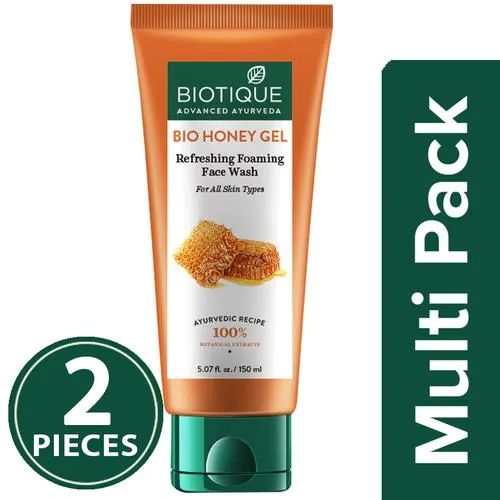 BIOTIQUE
ADVANCED AYURVEDA
BIO HONEY GEL
Refreshing Foaming
Face Wash
For All Skin Types
AYURVEDIC RECIPE
100%
BOTANICAL EXTRACTS
5.07 fl. oz./ 150 ml
2
PIECES
Multi Pack